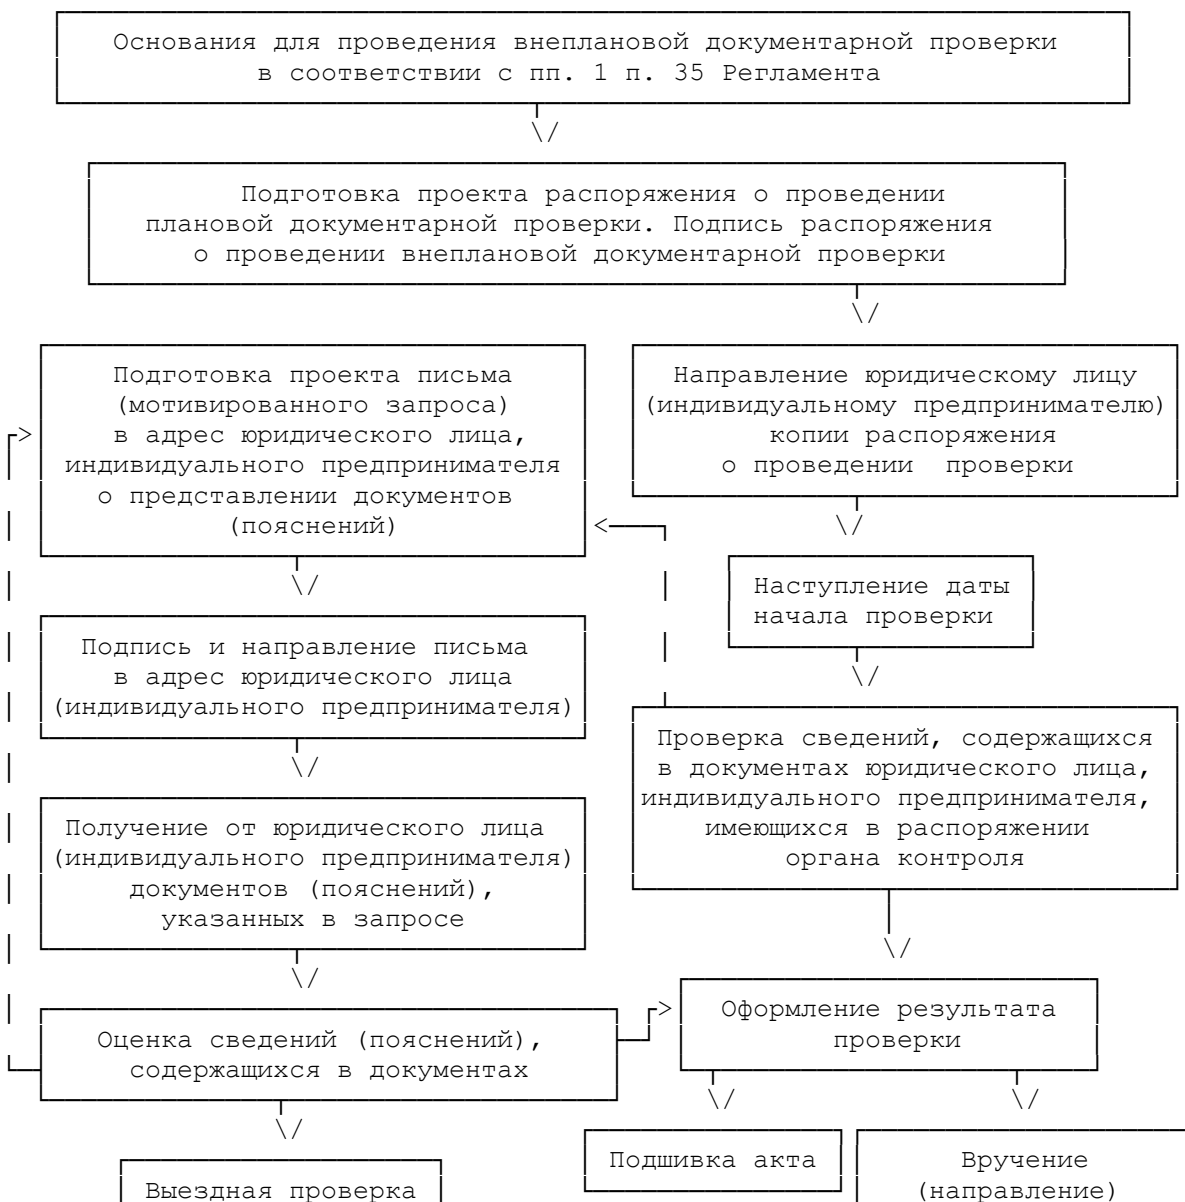 Основания для проведения внеплановой документарной проверки
в соответствии с пп. 1 п. 35 Регламента
Подготовка проекта распоряжения о проведении
плановой документарной проверки. Подпись распоряжения
о проведении внеплановой документарной проверки
Подготовка проекта письма
(мотивированного запроса)
в адрес юридического лица,
индивидуального предпринимателя
о представлении документов
(пояснений)
Направление юридическому лицу
(индивидуальному предпринимателю)
копии распоряжения
о проведении проверки
Наступление даты
начала проверки
Подпись и направление письма
в адрес юридического лица
(индивидуального предпринимателя)
Проверка сведений, содержащихся
в документах юридического лица,
индивидуального предпринимателя,
имеющихся в распоряжении
органа контроля
Получение от юридического лица
(индивидуального предпринимателя)
документов (пояснений),
указанных в запросе
Оценка сведений (пояснений),
содержащихся в документах
Оформление результата
проверки
Выездная проверка
Подшивка акта
Вручение
(направление)